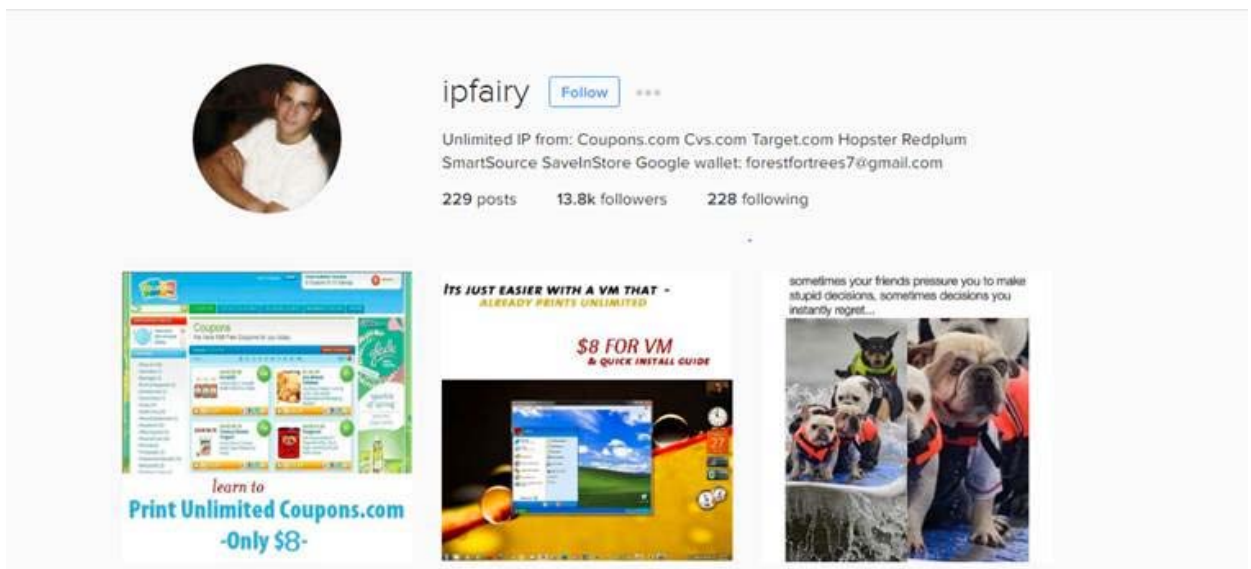 ipfairy Follow
Unlimited IP from: Coupons.com Cvs.com Target.com Hopster Redplum
SmartSource SaveInStore Google wallet: forestfortrees7@gmail.com
229 posts 13.8k followers 228 following
Coupons
learn to
Print Unlimited Coupons.com
-Only $8-
ITS JUST EASIER WITH A VM THAT -
ALREADY PRINTS UNLIMITED
$8 FOR VM
& QUICK INSTALL GUIDE
27
sometimes your friends pressure you to make
stupid decisions, sometimes decisions you
instantly regret...